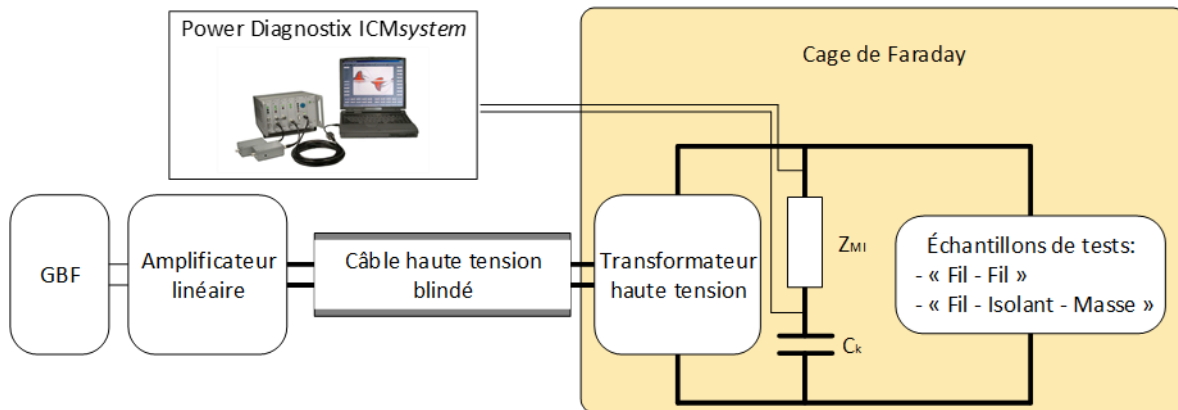 Power Diagnostix ICMsystem
Cage de Faraday
GBF
Amplificateur
linéaire
Câble haute tension
blindé
Transformateur
haute tension
ZMI
Ck
Échantillons de tests:
- « Fil - Fil »
- « Fil - Isolant - Masse »